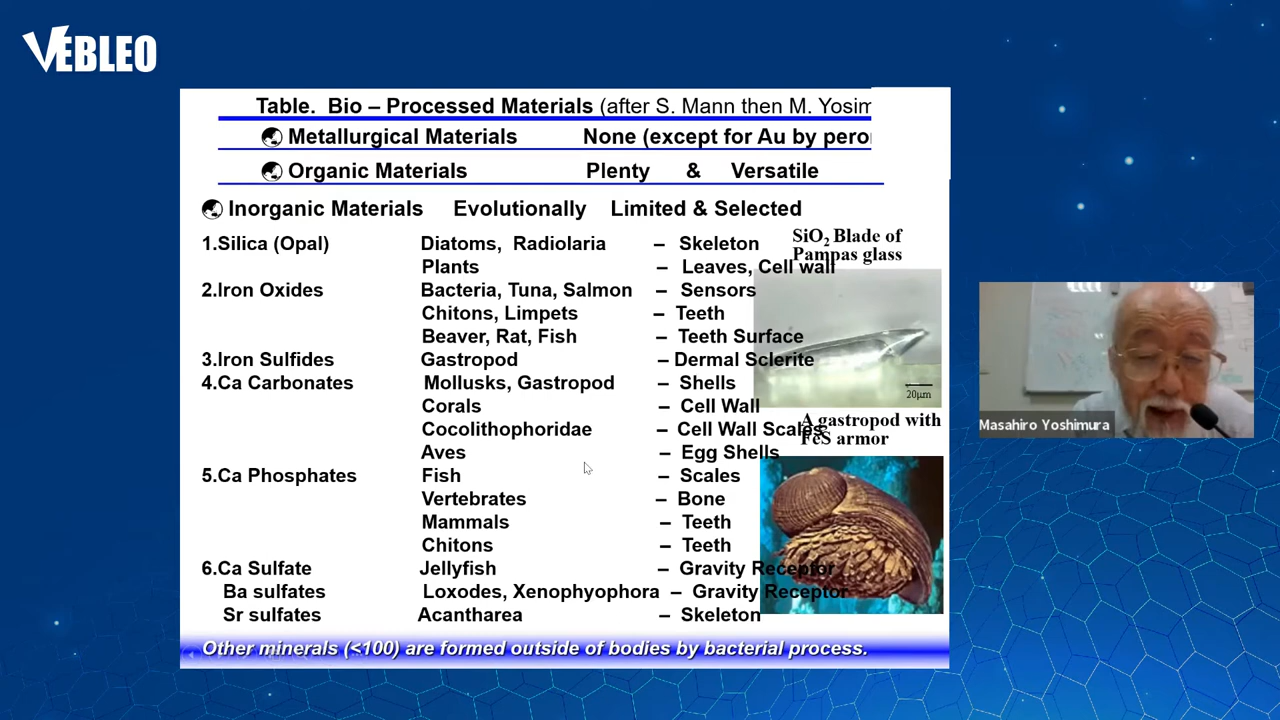 VEBLEO
Table. Bio – Processed Materials (after S. Mann then M. Yosim
Metallurgical Materials None (except for Au by pero
Organic Materials Plenty & Versatile
Inorganic Materials Evolutionally Limited & Selected
1.Silica (Opal) Diatoms, Radiolaria – Skeleton
Plants – Leaves, Cell wall
2.Iron Oxides Bacteria, Tuna, Salmon – Sensors
Chitons, Limpets – Teeth
Beaver, Rat, Fish – Teeth Surface
3.Iron Sulfides Gastropod – Dermal Sclerite
4.Ca Carbonates Mollusks, Gastropod – Shells
Corals – Cell Wall
Cocolithophoridae – Cell Wall Scales
Aves – Egg Shells
5.Ca Phosphates Fish – Scales
Vertebrates – Bone
Mammals – Teeth
Chitons – Teeth
6.Ca Sulfate Jellyfish – Gravity Receptor
Ba sulfates Loxodes, Xenophyophora – Gravity Receptor
Sr sulfates Acantharea – Skeleton
Other minerals (<100) are formed outside of bodies by bacterial process.
SiO₂ Blade of
Pampas glass
20μm
A gastropod with
FeS armor
Masahiro Yoshimura